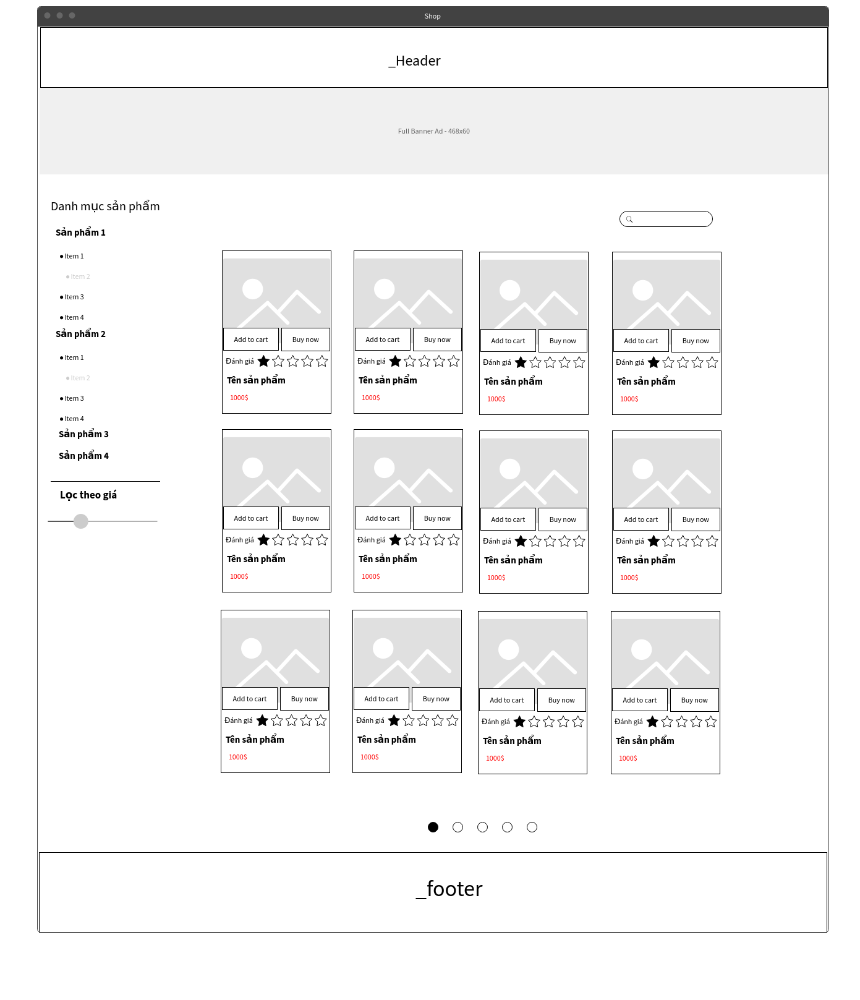 Shop
_Header
Full Banner Ad - 468x60
Danh mục sản phẩm
Sản phẩm 1
Item 1
Item 2
Item 3
Item 4
Sản phẩm 2
Item 1
Item 2
Item 3
Item 4
Sản phẩm 3
Sản phẩm 4
Lọc theo giá
Add to cart Buy now Add to cart Buy now Add to cart Buy now Add to cart Buy now
Đánh giá Đánh giá Đánh giá Đánh giá
Tên sản phẩm Tên sản phẩm Tên sản phẩm Tên sản phẩm
1000$ 1000$ 1000$ 1000$
Add to cart Buy now Add to cart Buy now Add to cart Buy now Add to cart Buy now
Đánh giá Đánh giá Đánh giá Đánh giá
Tên sản phẩm Tên sản phẩm Tên sản phẩm Tên sản phẩm
1000$ 1000$ 1000$ 1000$
Add to cart Buy now Add to cart Buy now Add to cart Buy now Add to cart Buy now
Đánh giá Đánh giá Đánh giá Đánh giá
Tên sản phẩm Tên sản phẩm Tên sản phẩm Tên sản phẩm
1000$ 1000$ 1000$ 1000$
_footer